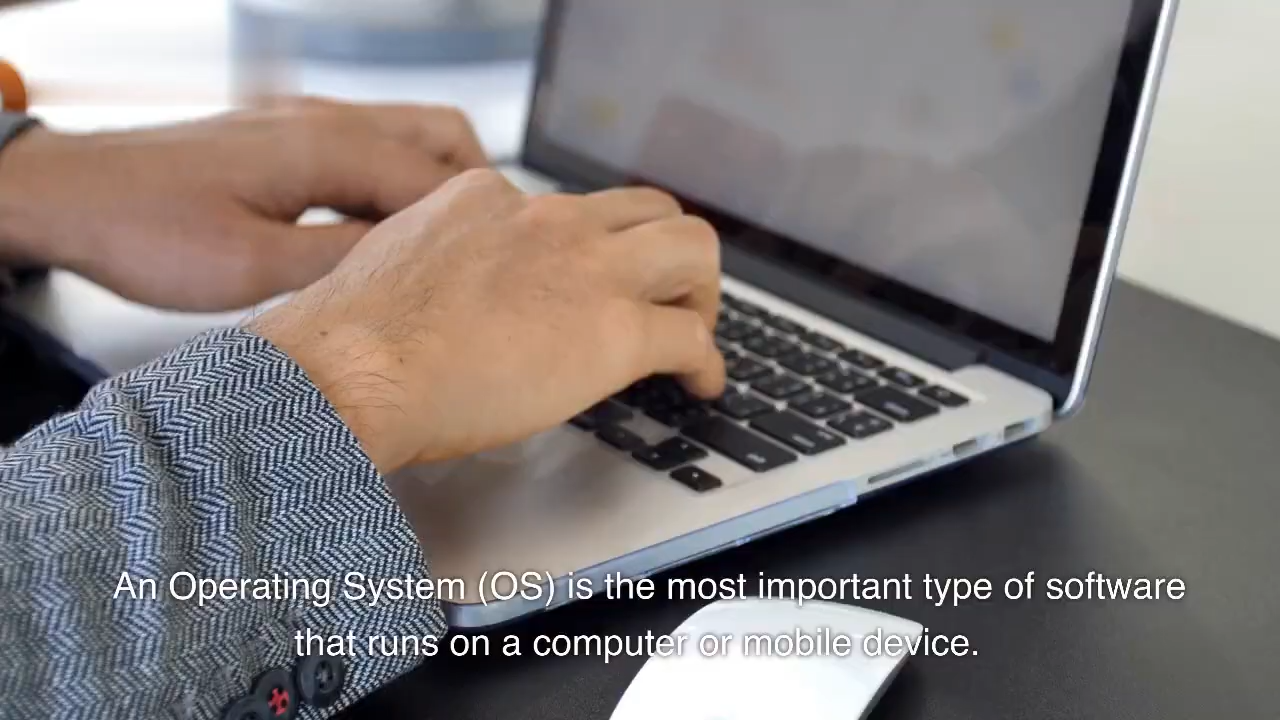 An Operating System (OS) is the most important type of software
that runs on a computer or mobile device.